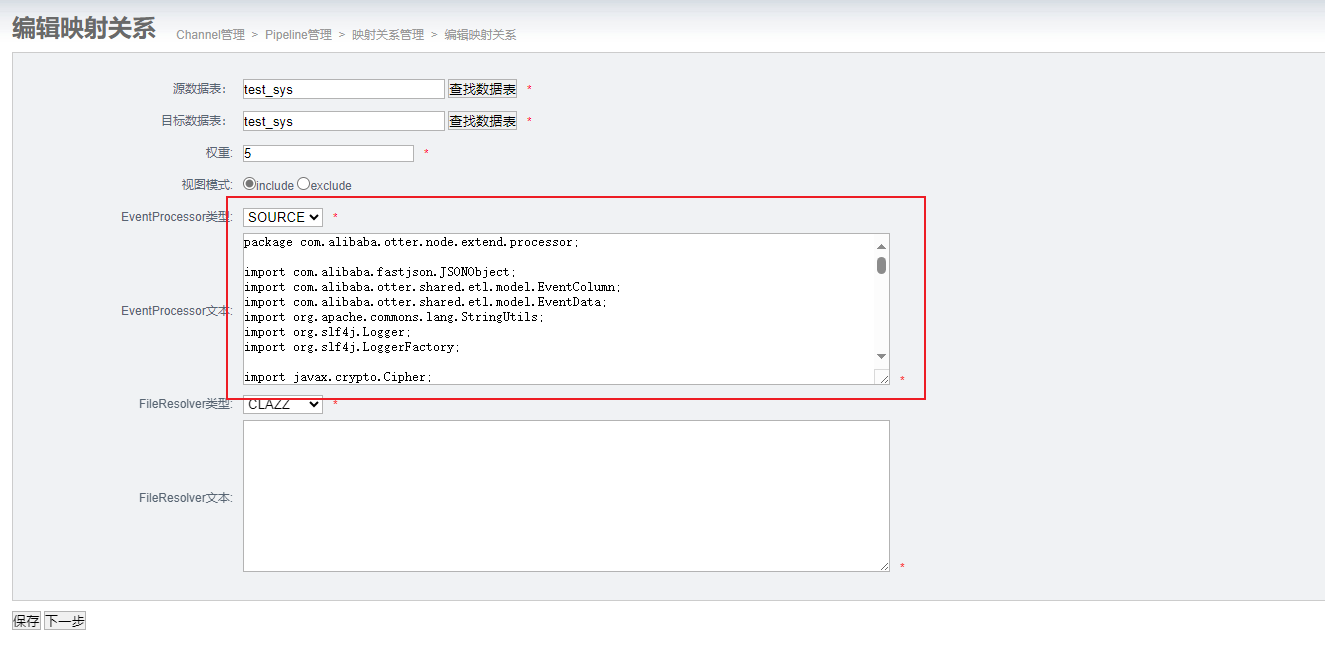 编辑映射关系 Channel管理 > Pipeline管理 > 映射关系管理 > 编辑映射关系
源数据表: test_sys 查找数据表 *
目标数据表: test_sys 查找数据表 *
权重: 5 *
视图模式: include exclude
EventProcessor类型: SOURCE *
EventProcessor文本:
package com.alibaba.otter.node.extend.processor;
import com.alibaba.fastjson.JSONObject;
import com.alibaba.otter.shared.etl.model.EventColumn;
import com.alibaba.otter.shared.etl.model.EventData;
import org.apache.commons.lang.StringUtils;
import org.slf4j.Logger;
import org.slf4j.LoggerFactory;
import javax.crypto.Cipher;
*
FileResolver类型: CLAZZ *
FileResolver文本: *
保存 下一步